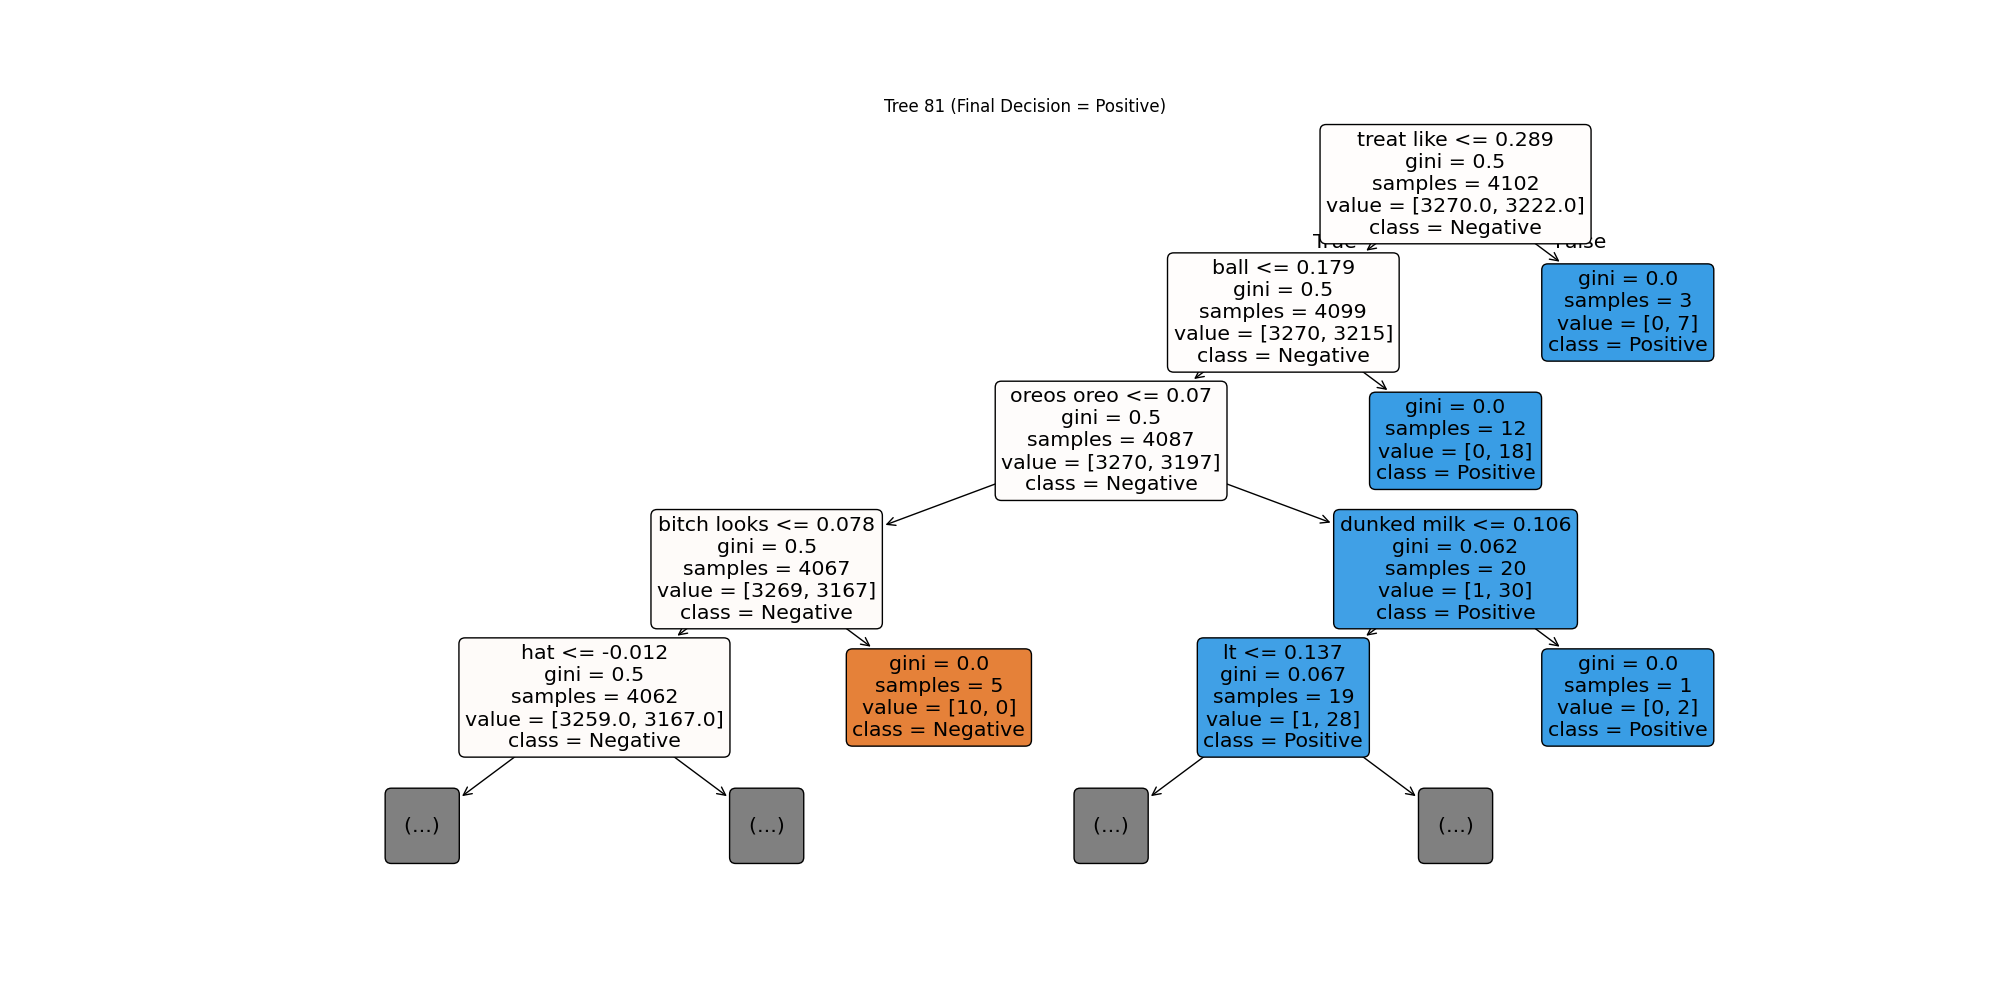 Tree 81 (Final Decision = Positive)
treat like <= 0.289
gini = 0.5
samples = 4102
value = [3270.0, 3222.0]
class = Negative
True
False
ball <= 0.179
gini = 0.5
samples = 4099
value = [3270, 3215]
class = Negative
gini = 0.0
samples = 3
value = [0, 7]
class = Positive
oreos oreo <= 0.07
gini = 0.5
samples = 4087
value = [3270, 3197]
class = Negative
gini = 0.0
samples = 12
value = [0, 18]
class = Positive
bitch looks <= 0.078
gini = 0.5
samples = 4067
value = [3269, 3167]
class = Negative
dunked milk <= 0.106
gini = 0.062
samples = 20
value = [1, 30]
class = Positive
hat <= -0.012
gini = 0.5
samples = 4062
value = [3259.0, 3167.0]
class = Negative
gini = 0.0
samples = 5
value = [10, 0]
class = Negative
lt <= 0.137
gini = 0.067
samples = 19
value = [1, 28]
class = Positive
gini = 0.0
samples = 1
value = [0, 2]
class = Positive
(...)
(...)
(...)
(...)